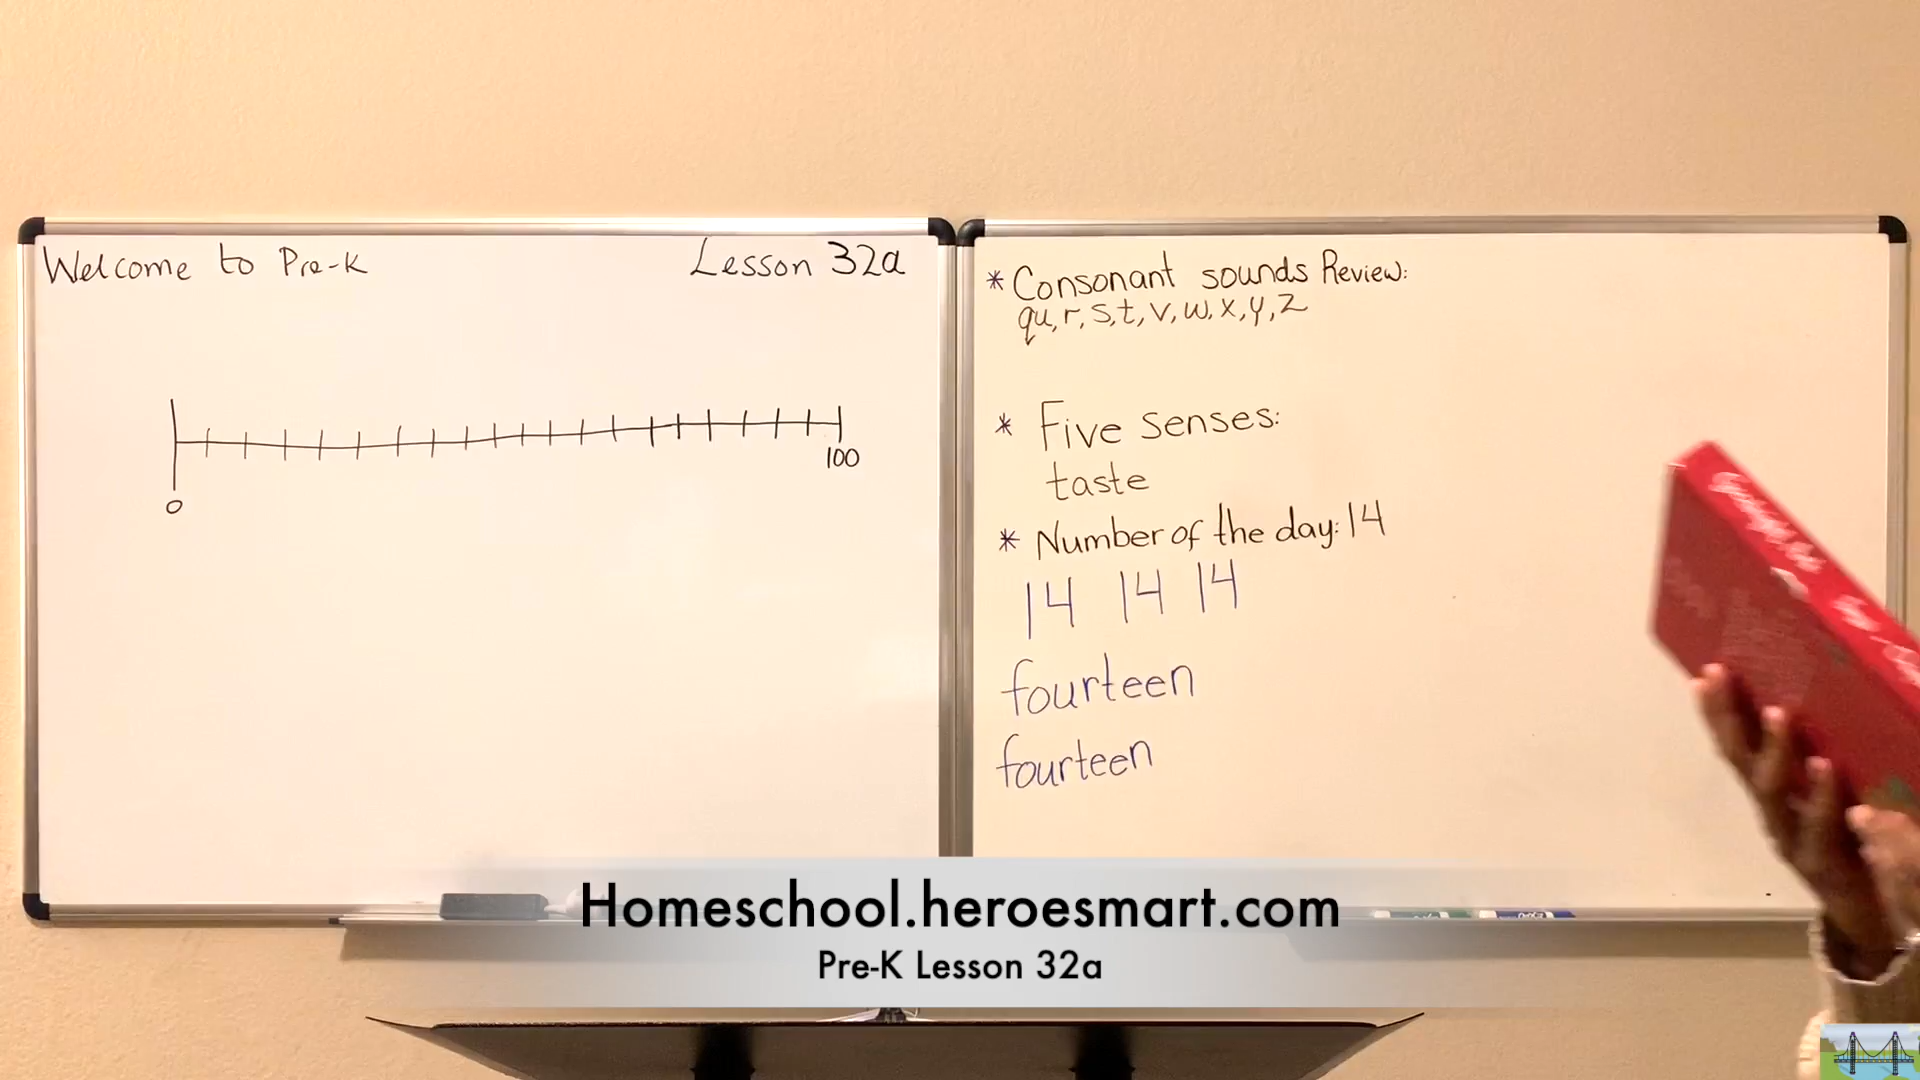 Welcome to Pre-K
Lesson 32a
0
100
* Consonant sounds Review:
qu, r, s, t, v, w, x, y, z
* Five senses:
taste
* Number of the day: 14
14 14 14
fourteen
fourteen
Homeschool.heroesmart.com
Pre-K Lesson 32a